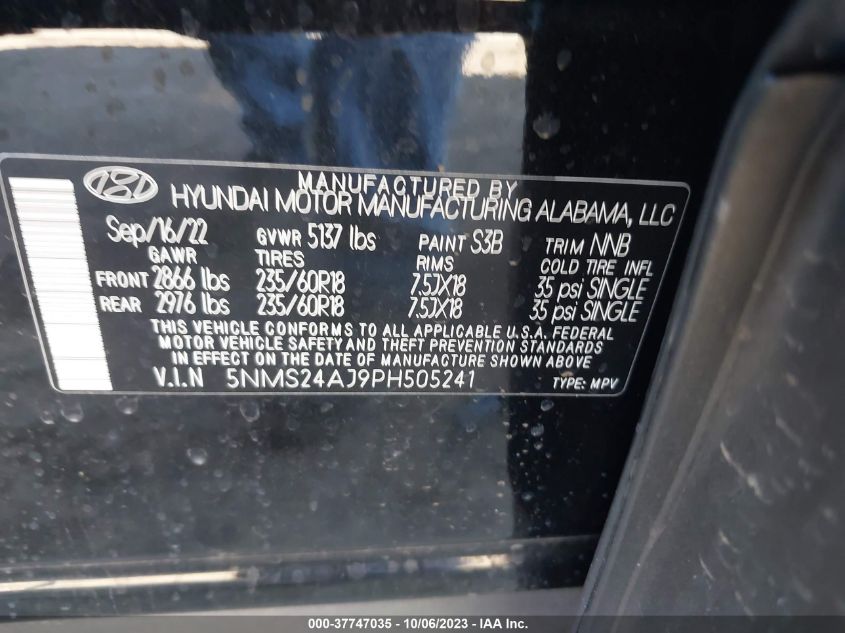 MANUFACTURED BY
HYUNDAI MOTOR MANUFACTURING ALABAMA, LLC
Sep/16/22 GVWR 5137 lbs PAINT S3B TRIM NNB
GAWR TIRES RIMS COLD TIRE INFL
FRONT 2866 lbs 235/60R18 7.5JX18 35 psi SINGLE
REAR 2976 lbs 235/60R18 7.5JX18 35 psi SINGLE
THIS VEHICLE CONFORMS TO ALL APPLICABLE U.S.A. FEDERAL
MOTOR VEHICLE SAFETY AND THEFT PREVENTION STANDARDS
IN EFFECT ON THE DATE OF MANUFACTURE SHOWN ABOVE
V.I.N 5NMS24AJ9PH505241 TYPE: MPV
000-37747035 - 10/06/2023 - IAA Inc.